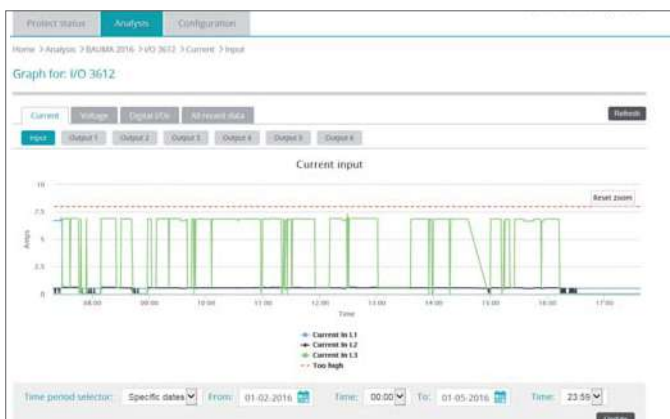 Protect status Analysis Configuration
Home > Analysis > BAUMA 2016 > I/O 3612 > Current > Input
Graph for: I/O 3612
Current Voltage Digital I/Os All recent data Refresh
Input Output 1 Output 2 Output 3 Output 4 Output 5 Output 6
Current input
10
Reset zoom
7.5
5
2.5
0
Amps
08:00 09:00 10:00 11:00 12:00 13:00 14:00 15:00 16:00 17:00
Time
Current In L1
Current In L2
Current In L3
Too high
Time period selector: Specific dates From: 01-02-2016 Time: 00:00 To: 01-05-2016 Time: 23:59
Update